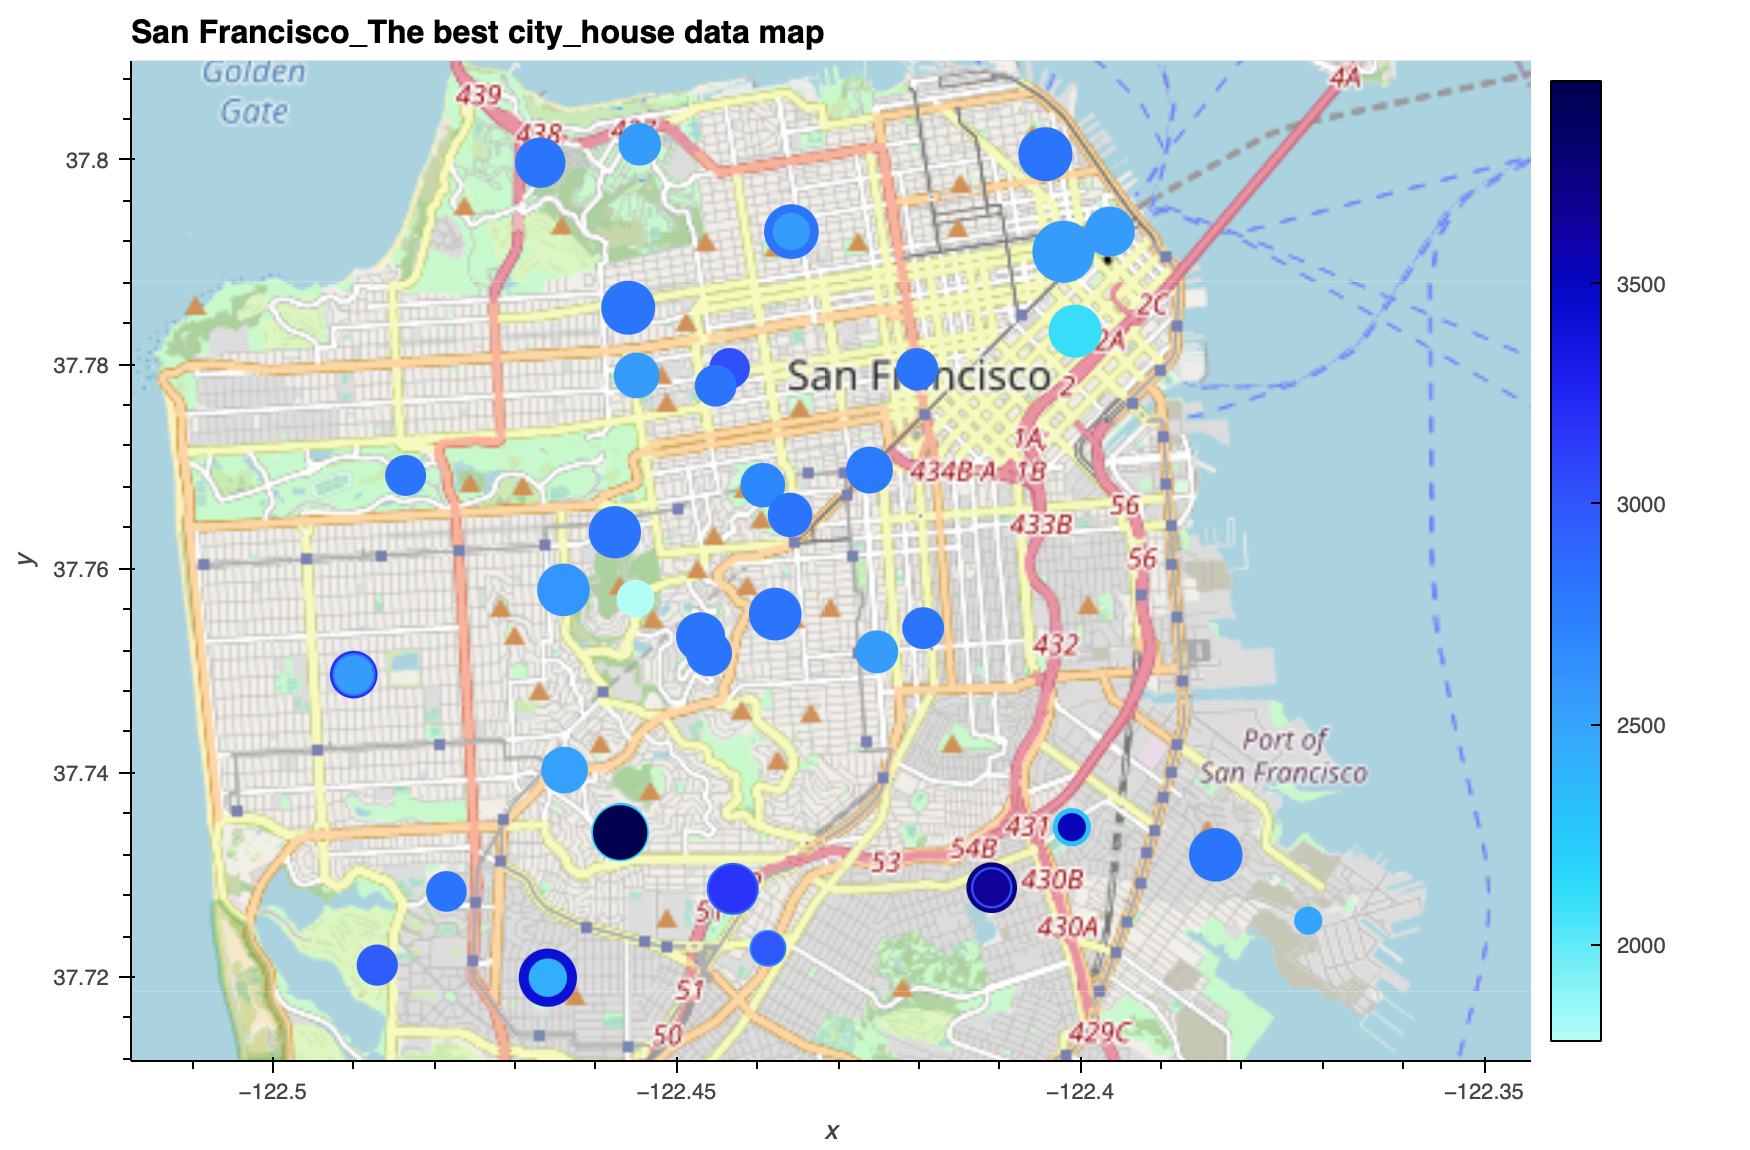 San Francisco_The best city_house data map
Golden
Gate
439
438
4A
37.8
2C
3500
2A
37.78
San Francisco
2
1A;
434B-A
1B
56
3000
433B
y
37.76
56
432
2500
Port of
San Francisco
37.74
431
54B
53
430B
51
430A
2000
37.72
51
50
429C
−122.5
−122.45
−122.4
−122.35
x